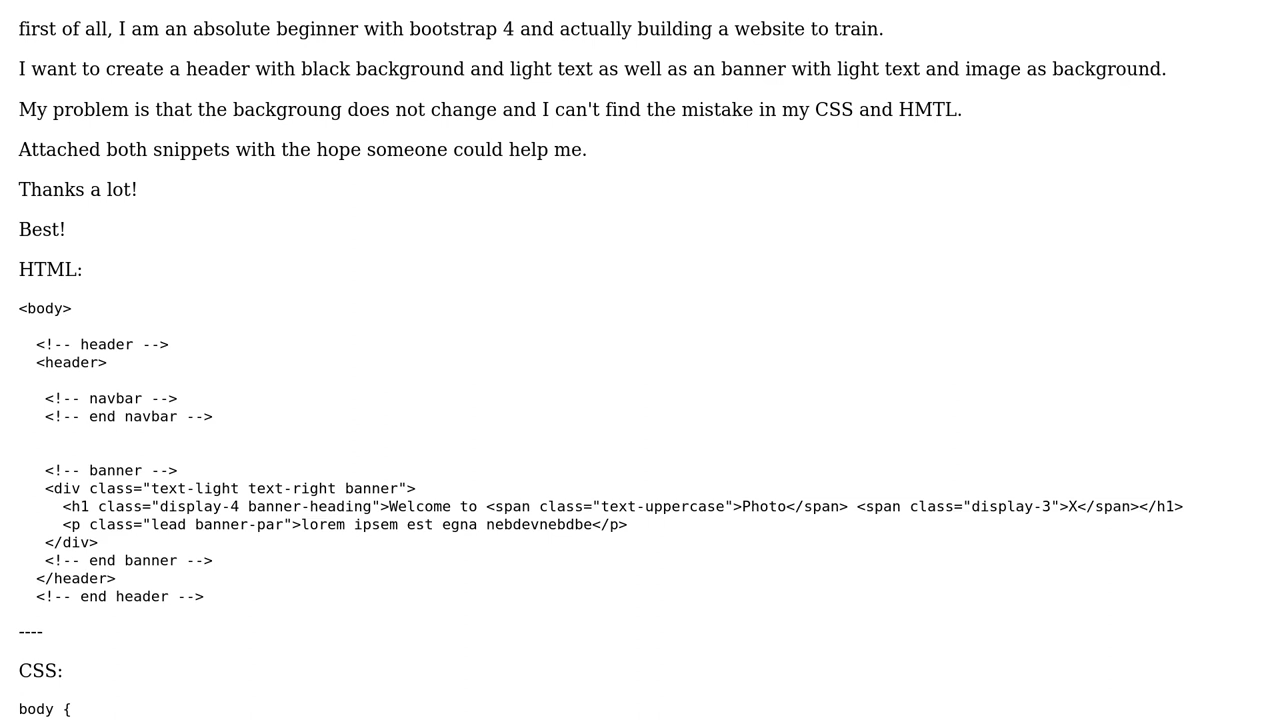 first of all, I am an absolute beginner with bootstrap 4 and actually building a website to train.
I want to create a header with black background and light text as well as an banner with light text and image as background.
My problem is that the backgroung does not change and I can't find the mistake in my CSS and HMTL.
Attached both snippets with the hope someone could help me.
Thanks a lot!
Best!
HTML:
<body>
<!-- header -->
<header>
<!-- navbar -->
<!-- end navbar -->
<!-- banner -->
<div class="text-light text-right banner">
<h1 class="display-4 banner-heading">Welcome to <span class="text-uppercase">Photo</span> <span class="display-3">X</span></h1>
<p class="lead banner-par">lorem ipsem est egna nebdevnebdbe</p>
</div>
<!-- end banner -->
</header>
<!-- end header -->
----
CSS:
body {